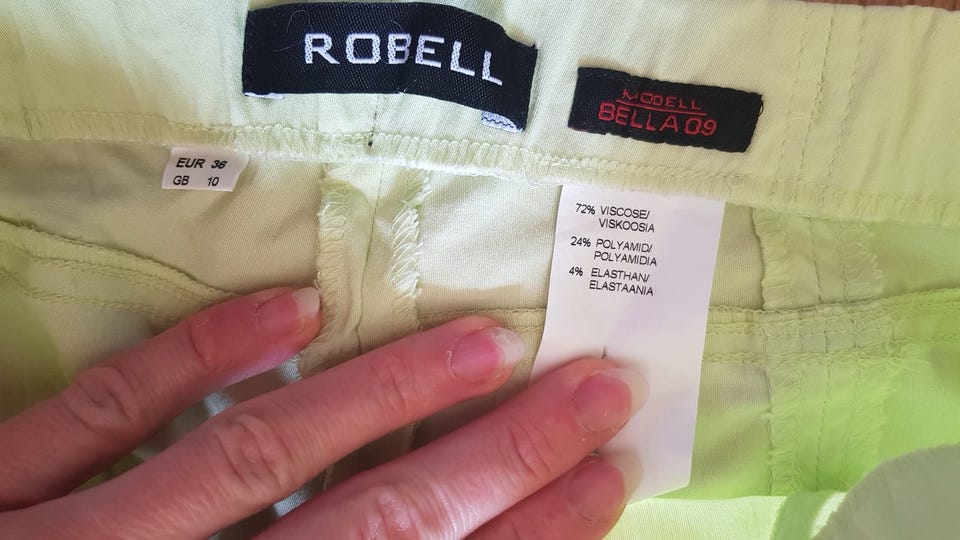 ROBELL
MODELL
BELLA 09
EUR 36
GB 10
72% VISCOSE/
VISKOOSIA
24% POLYAMID/
POLYAMIDIA
4% ELASTHAN/
ELASTAANIA